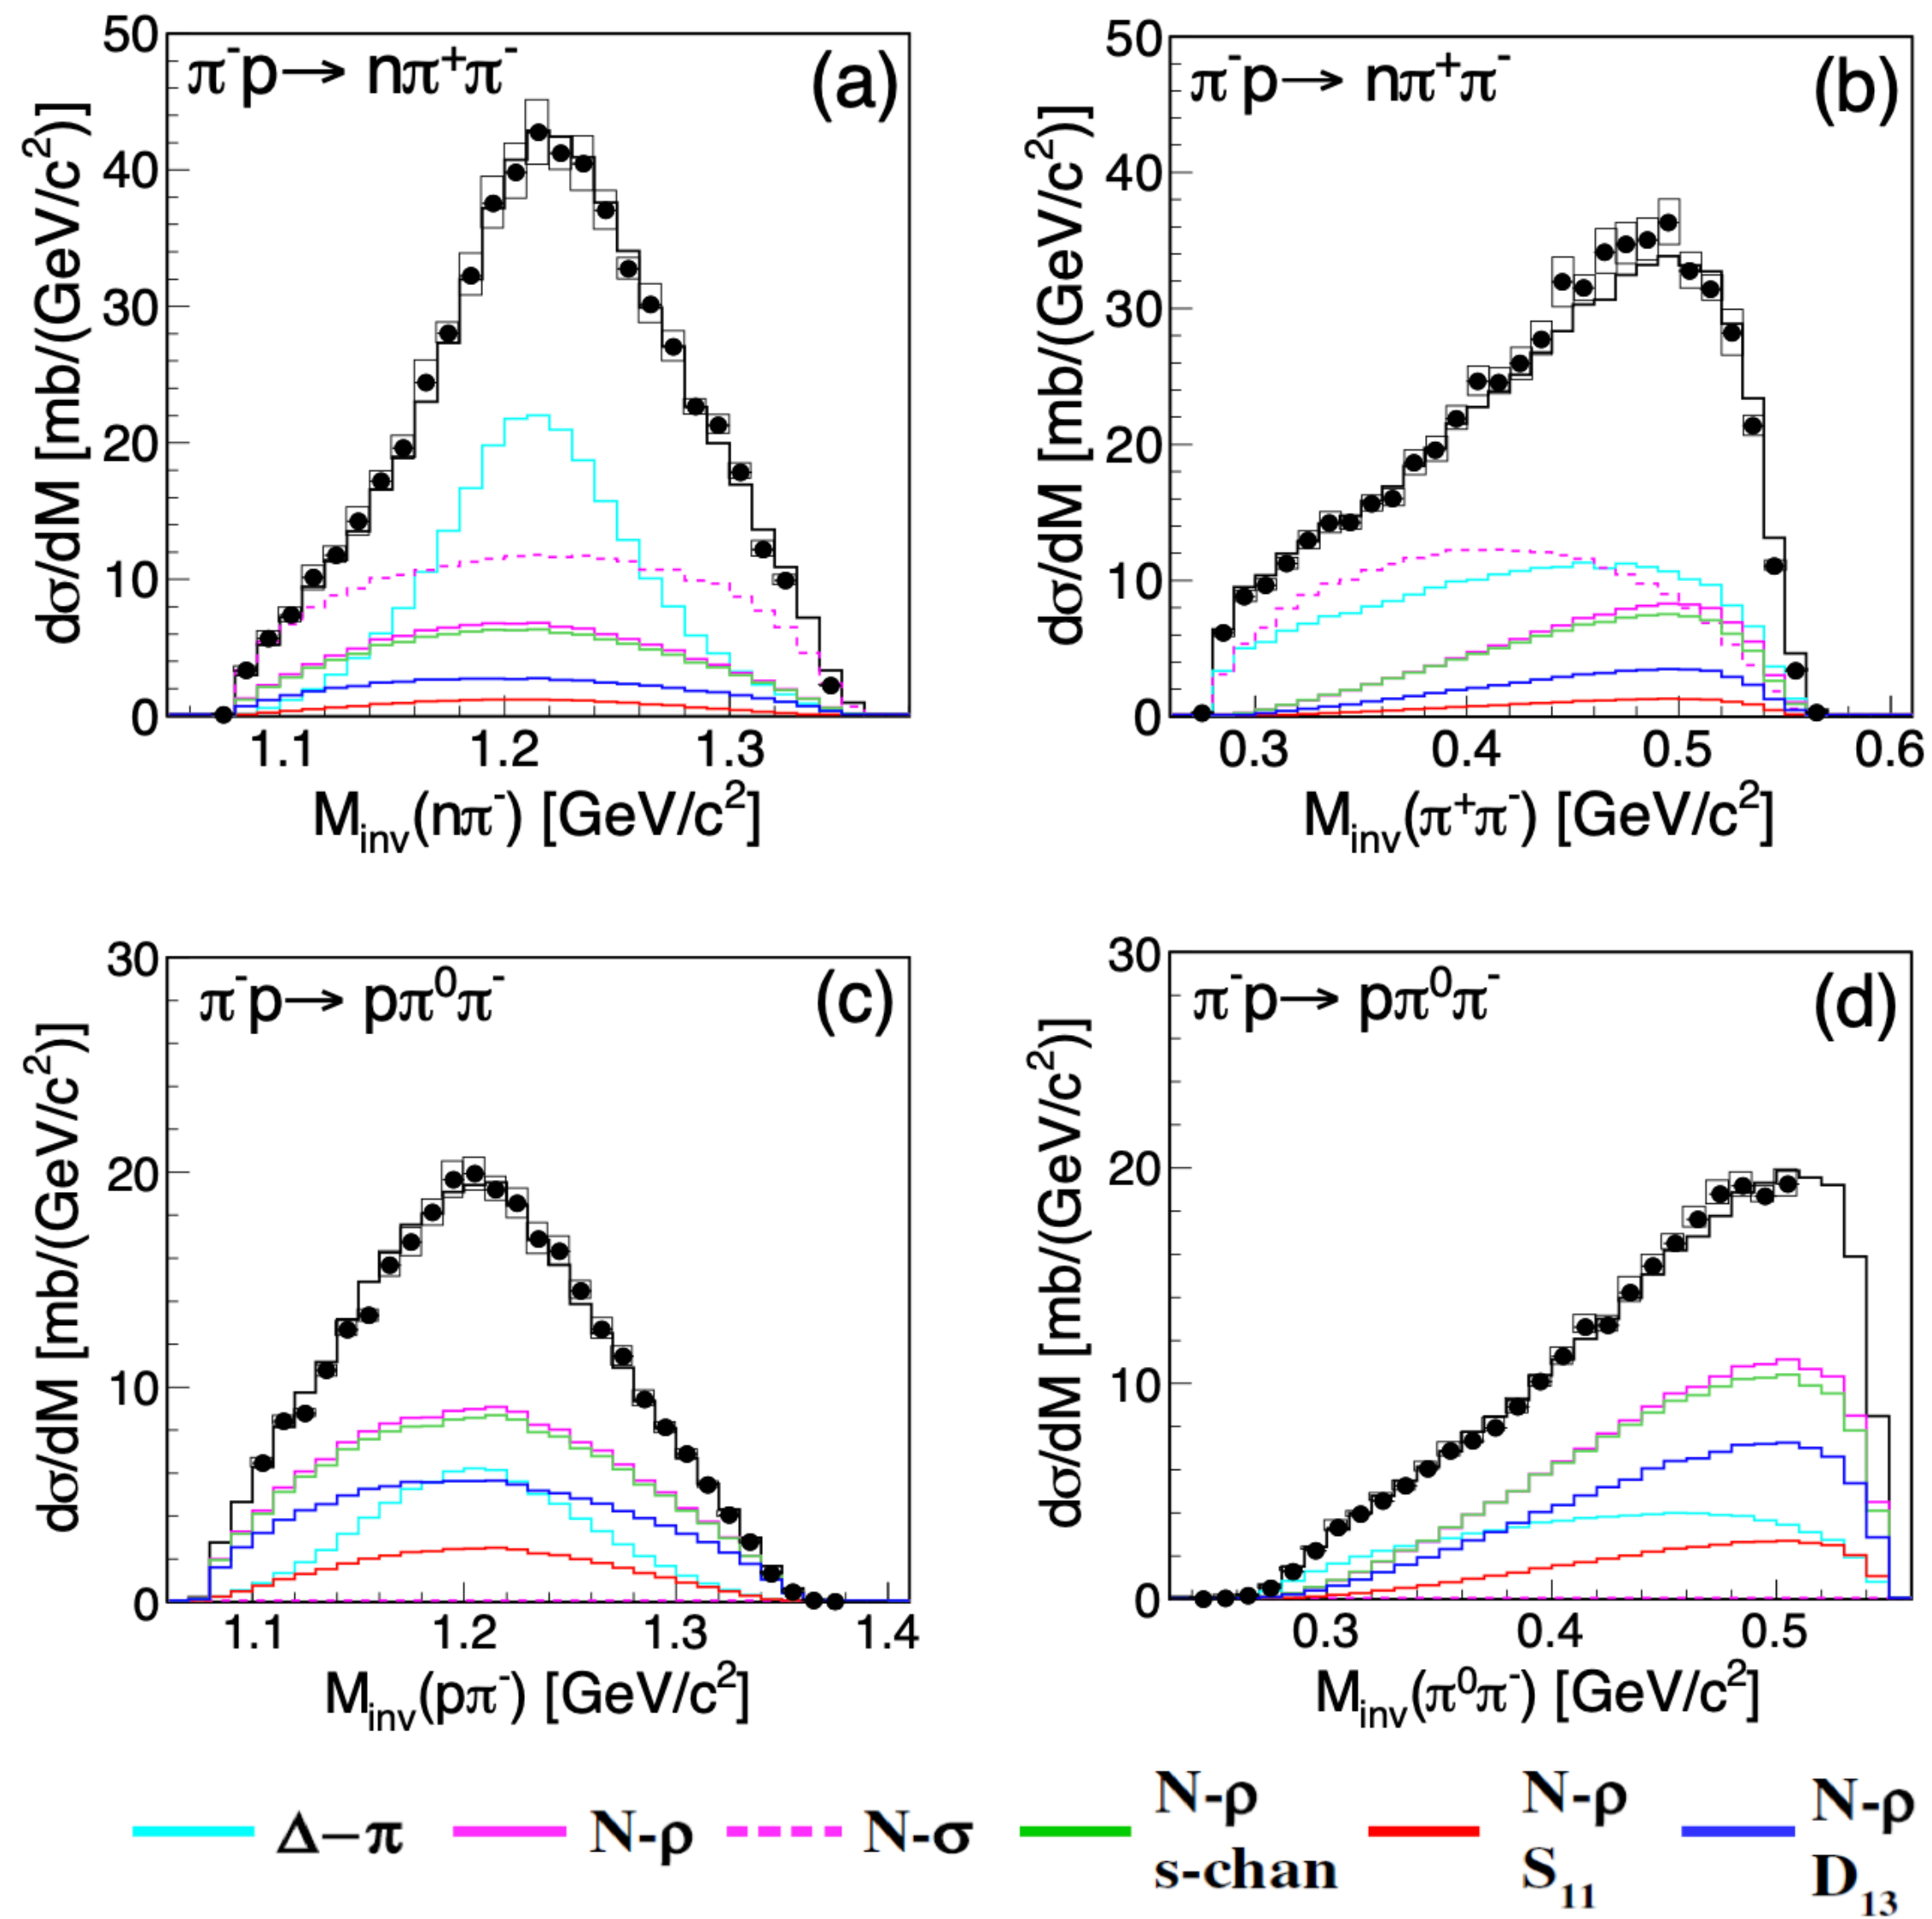 π⁻p→ nπ⁺π⁻ (a)
dσ/dM [mb/(GeV/c²)]
50
40
30
20
10
0
1.1 1.2 1.3
M_inv(nπ⁻) [GeV/c²]
π⁻p→ nπ⁺π⁻ (b)
dσ/dM [mb/(GeV/c²)]
50
40
30
20
10
0
0.3 0.4 0.5 0.6
M_inv(π⁺π⁻) [GeV/c²]
π⁻p→ pπ⁰π⁻ (c)
dσ/dM [mb/(GeV/c²)]
30
20
10
0
1.1 1.2 1.3 1.4
M_inv(pπ⁻) [GeV/c²]
π⁻p→ pπ⁰π⁻ (d)
dσ/dM [mb/(GeV/c²)]
30
20
10
0
0.3 0.4 0.5
M_inv(π⁰π⁻) [GeV/c²]
Δ−π
N-ρ
N-σ
N-ρ
s-chan
N-ρ
S₁₁
N-ρ
D₁₃